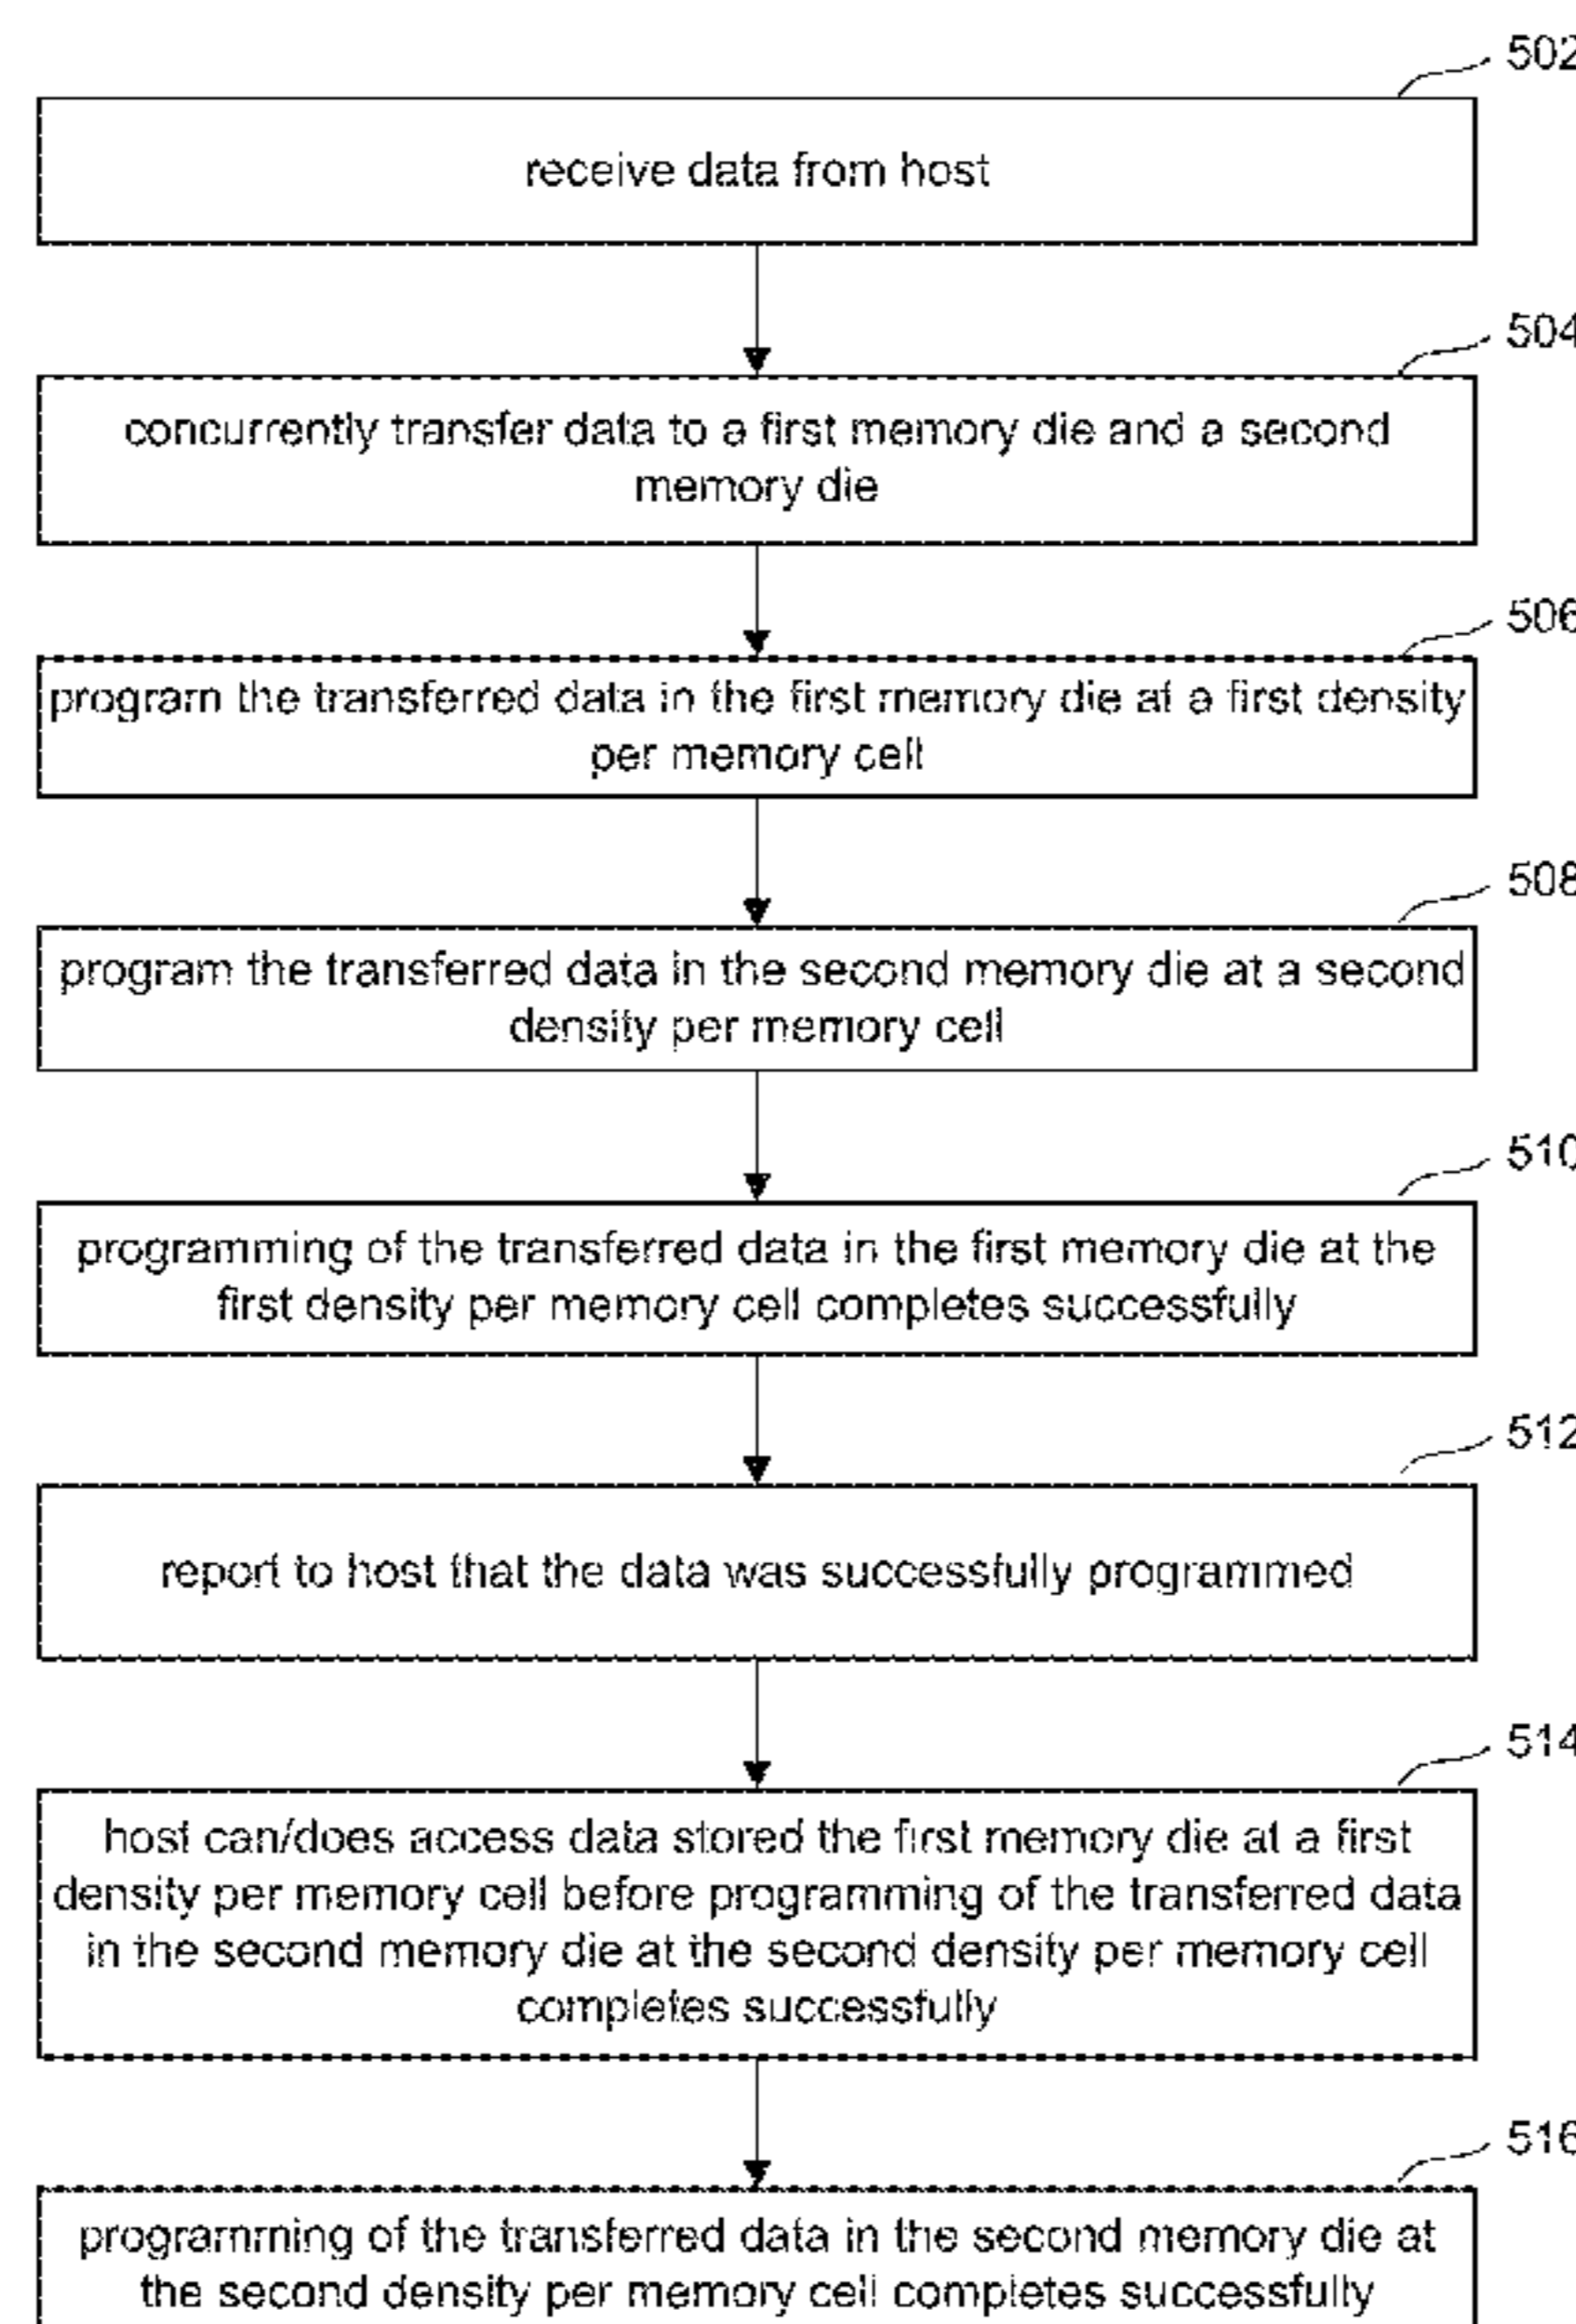 502
receive data from host
504
concurrently transfer data to a first memory die and a second
memory die
506
program the transferred data in the first memory die at a first density
per memory cell
508
program the transferred data in the second memory die at a second
density per memory cell
510
programming of the transferred data in the first memory die at the
first density per memory cell completes successfully
512
report to host that the data was successfully programmed
514
host can/does access data stored the first memory die at a first
density per memory cell before programming of the transferred data
in the second memory die at the second density per memory cell
completes successfully
516
programming of the transferred data in the second memory die at
the second density per memory cell completes successfully